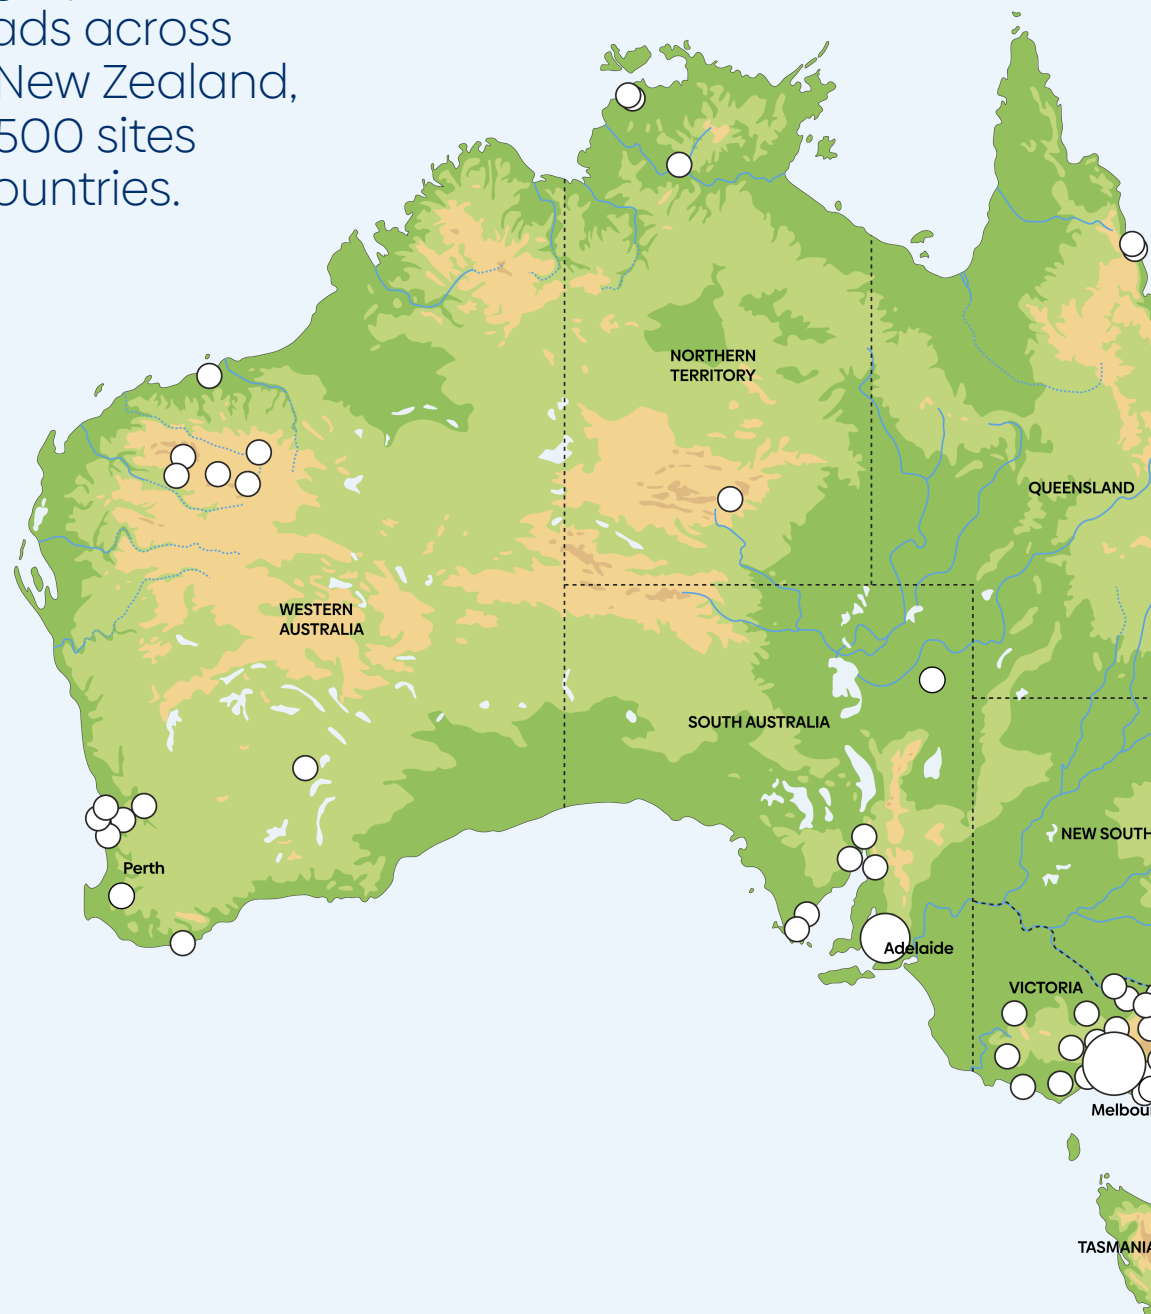 ads across
New Zealand,
500 sites
ountries.
NORTHERN
TERRITORY
QUEENSLAND
WESTERN
AUSTRALIA
SOUTH AUSTRALIA
NEW SOUTH
Perth
Adelaide
VICTORIA
Melbou
TASMANIA